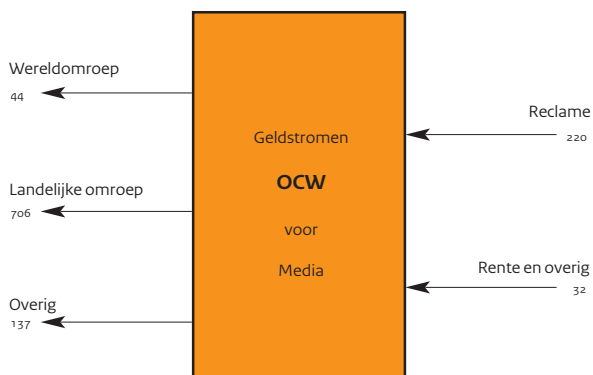 Wereldomroep
44
Landelijke omroep
706
Overig
137
Geldstromen
OCW
voor
Media
Reclame
220
Rente en overig
32